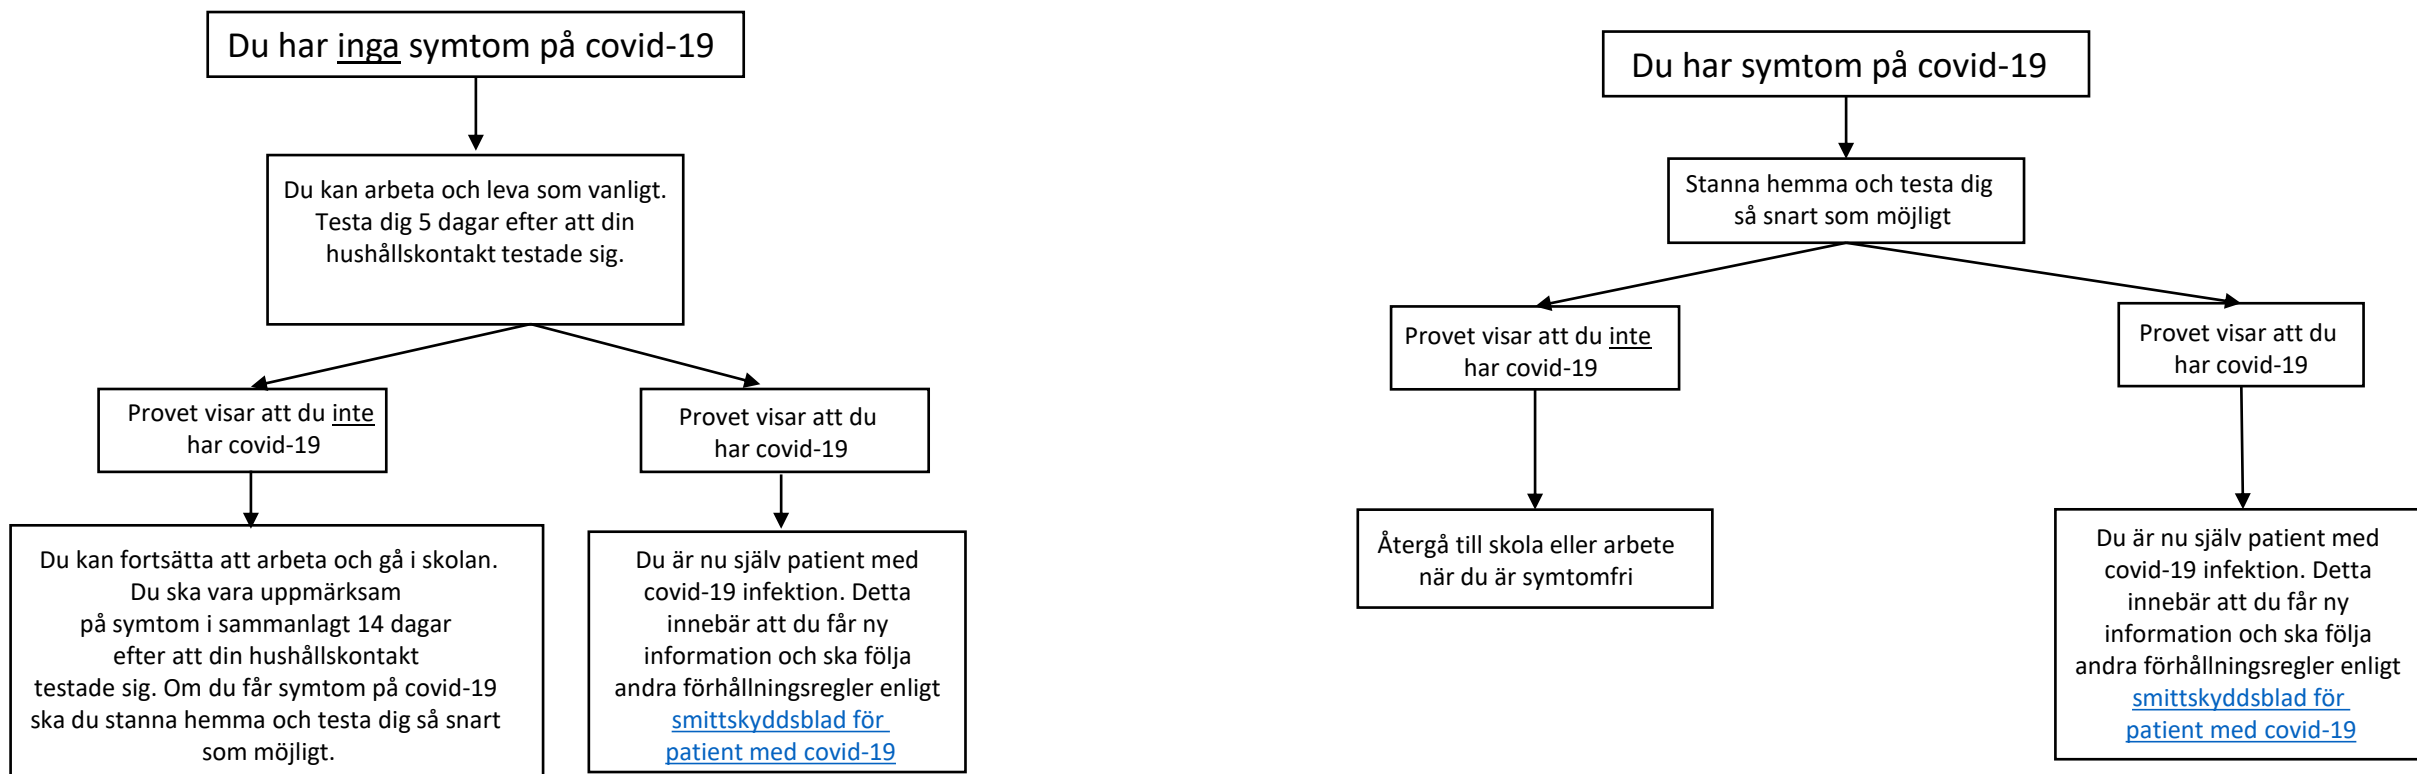 Du har inga symtom på covid-19
Du kan arbeta och leva som vanligt.
Testa dig 5 dagar efter att din
hushållskontakt testade sig.
Provet visar att du inte
har covid-19
Provet visar att du
har covid-19
Du kan fortsätta att arbeta och gå i skolan.
Du ska vara uppmärksam
på symtom i sammanlagt 14 dagar
efter att din hushållskontakt
testade sig. Om du får symtom på covid-19
ska du stanna hemma och testa dig så snart
som möjligt.
Du är nu själv patient med
covid-19 infektion. Detta
innebär att du får ny
information och ska följa
andra förhållningsregler enligt
smittskyddsblad för
patient med covid-19
Du har symtom på covid-19
Stanna hemma och testa dig
så snart som möjligt
Provet visar att du inte
har covid-19
Provet visar att du
har covid-19
Återgå till skola eller arbete
när du är symtomfri
Du är nu själv patient med
covid-19 infektion. Detta
innebär att du får ny
information och ska följa
andra förhållningsregler enligt
smittskyddsblad för
patient med covid-19